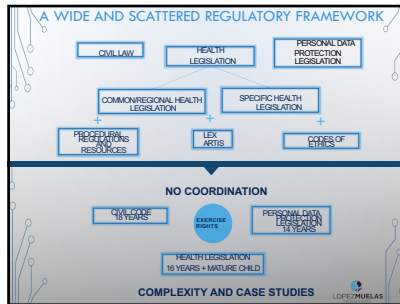 A WIDE AND SCATTERED REGULATORY FRAMEWORK
CIVIL LAW
HEALTH
LEGISLATION
PERSONAL DATA
PROTECTION
LEGISLATION
COMMON/REGIONAL HEALTH
LEGISLATION
SPECIFIC HEALTH
LEGISLATION
+
+
+
PROCEDURAL
REGULATIONS
AND
RESOURCES
LEX
ARTIS
CODES OF
ETHICS
NO COORDINATION
CIVIL CODE
18 YEARS
EXERCISE
RIGHTS
PERSONAL DATA
PROTECTION
LEGISLATION
14 YEARS
HEALTH LEGISLATION
16 YEARS + MATURE CHILD
COMPLEXITY AND CASE STUDIES
LOPEZMUELAS